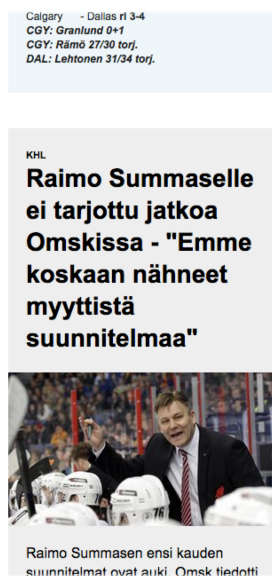 Calgary - Dallas rl 3-4
CGY: Granlund 0+1
CGY: Rämö 27/30 torj.
DAL: Lehtonen 31/34 torj.
KHL
Raimo Summaselle
ei tarjottu jatkoa
Omskissa - "Emme
koskaan nähneet
myyttistä
suunnitelmaa"
76
Raimo Summasen ensi kauden
suunnitelmat ovat auki. Omsk tiedotti